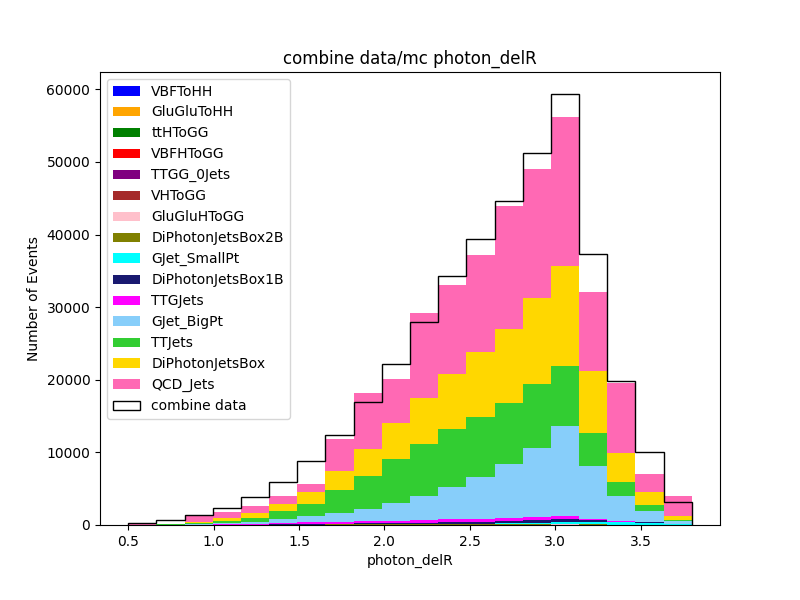 combine data/mc photon_delR
60000
50000
40000
30000
20000
10000
0
Number of Events
VBFToHH
GluGluToHH
ttHToGG
VBFHToGG
TTGG_0Jets
VHToGG
GluGluHToGG
DiPhotonJetsBox2B
GJet_SmallPt
DiPhotonJetsBox1B
TTGJets
GJet_BigPt
TTJets
DiPhotonJetsBox
QCD_Jets
combine data
0.5 1.0 1.5 2.0 2.5 3.0 3.5
photon_delR